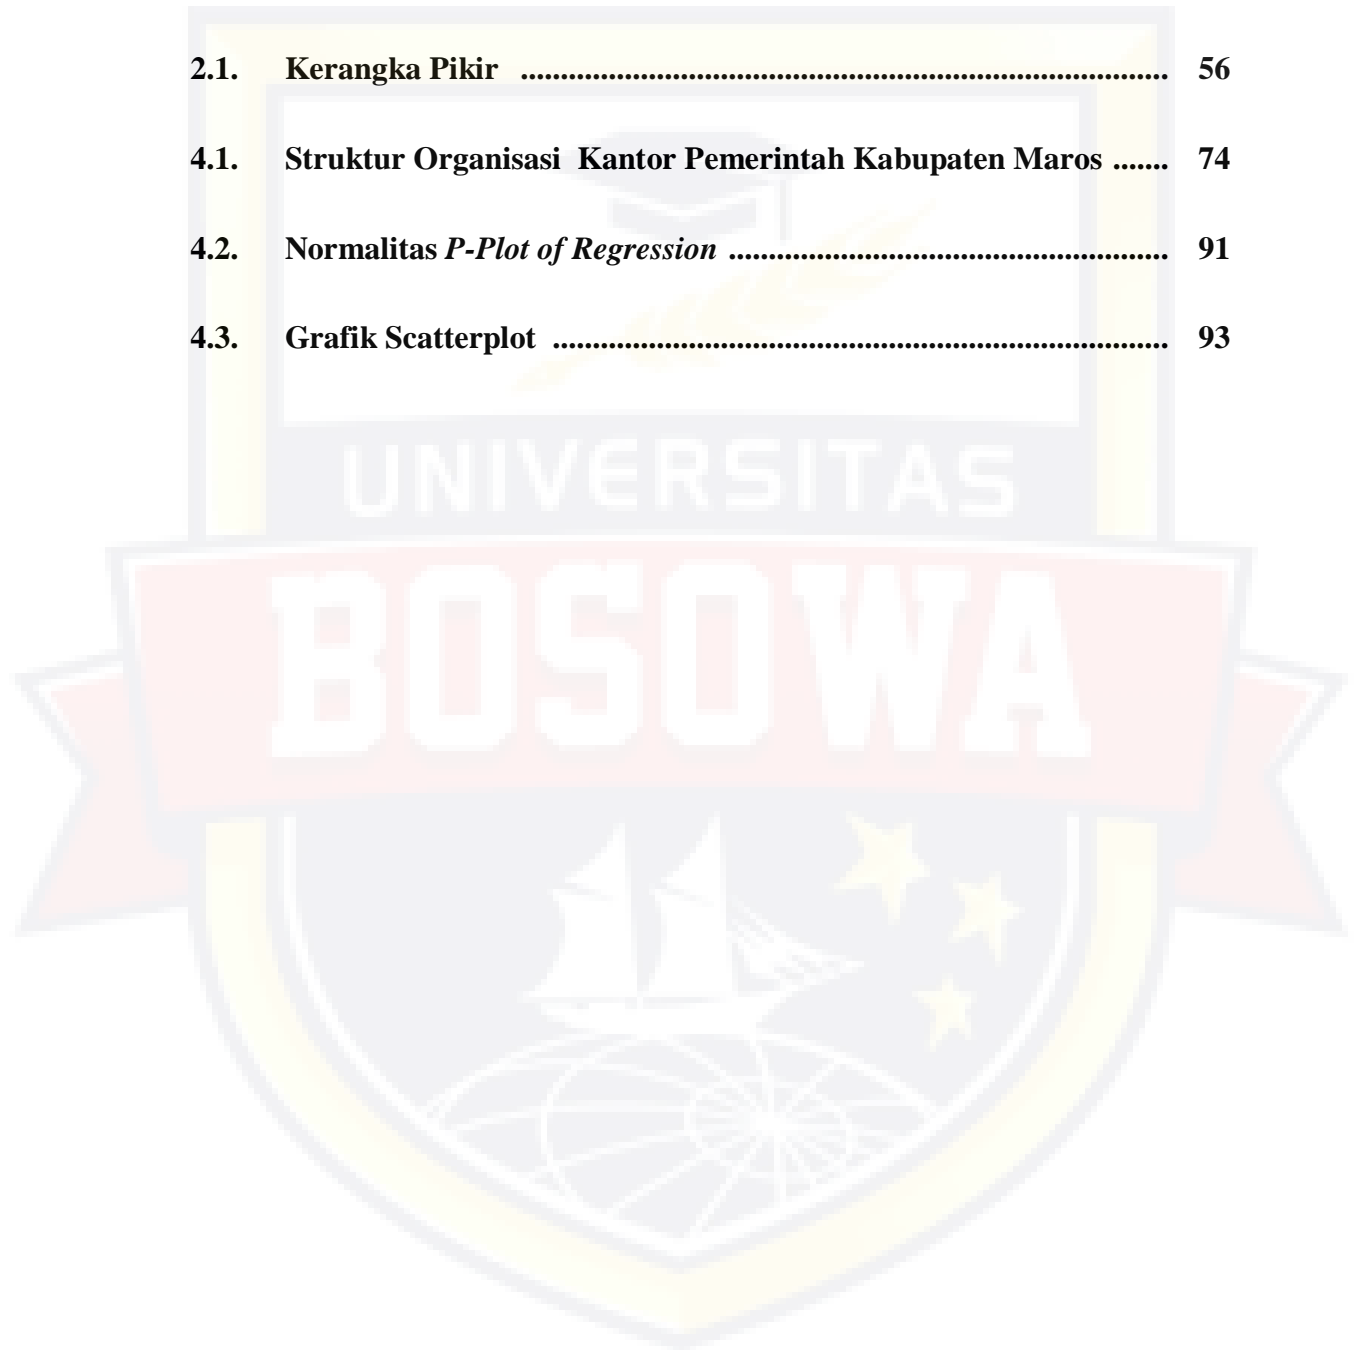 2.1. Kerangka Pikir ................................................................................ 56
4.1. Struktur Organisasi Kantor Pemerintah Kabupaten Maros ....... 74
4.2. Normalitas P-Plot of Regression ...................................................... 91
4.3. Grafik Scatterplot ............................................................................ 93
UNIVERSITAS
BOSOWA